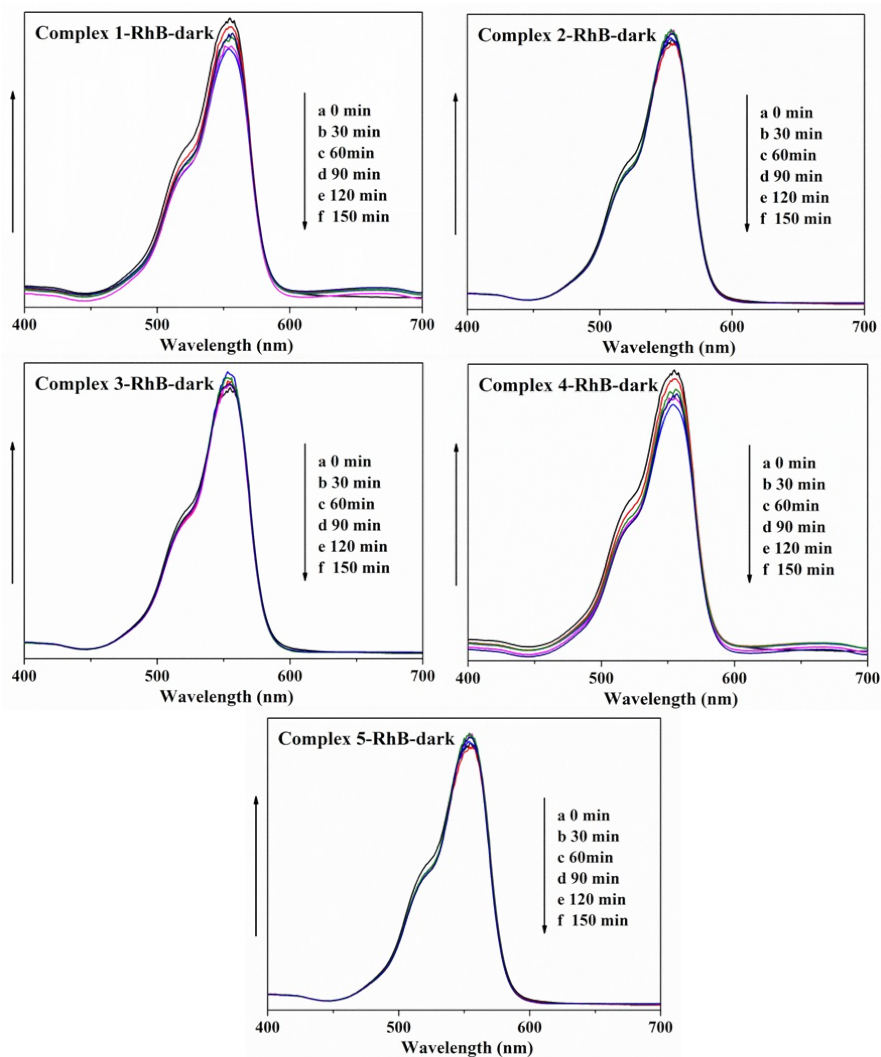 Complex 1-RhB-dark
a 0 min
b 30 min
c 60min
d 90 min
e 120 min
f 150 min
400 500 600 700
Wavelength (nm)
Complex 2-RhB-dark
a 0 min
b 30 min
c 60min
d 90 min
e 120 min
f 150 min
400 500 600 700
Wavelength (nm)
Complex 3-RhB-dark
a 0 min
b 30 min
c 60min
d 90 min
e 120 min
f 150 min
400 500 600 700
Wavelength (nm)
Complex 4-RhB-dark
a 0 min
b 30 min
c 60min
d 90 min
e 120 min
f 150 min
400 500 600 700
Wavelength (nm)
Complex 5-RhB-dark
a 0 min
b 30 min
c 60min
d 90 min
e 120 min
f 150 min
400 500 600 700
Wavelength (nm)